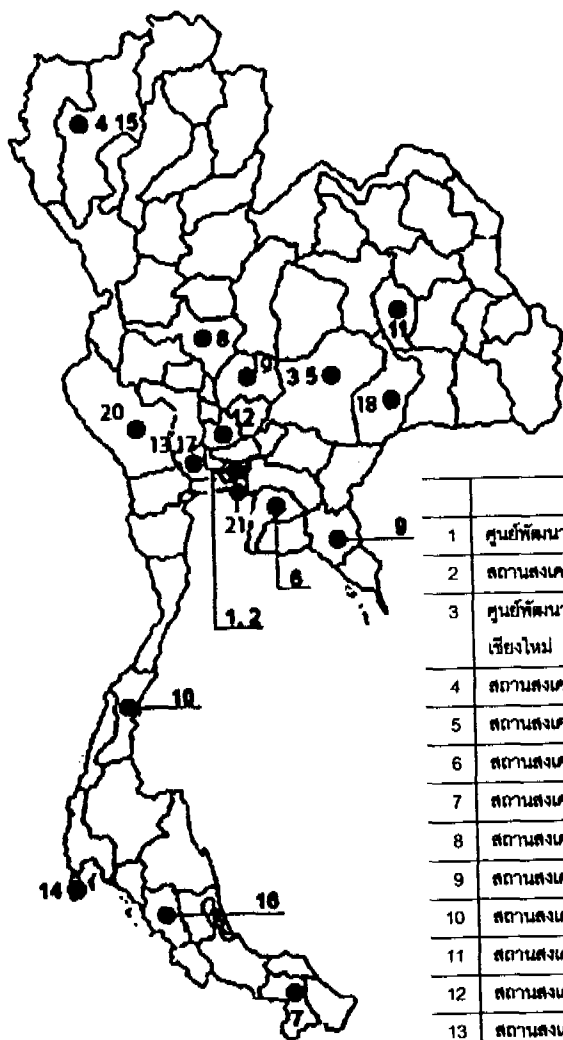 4 15
8
11
19
3 5
18
20
12
13,17
21
9
6
1, 2
10
14
16
7
1 ศูนย์พัฒนา
2 สถานสงเค
3 ศูนย์พัฒนา
เชียงใหม่
4 สถานสงเค
5 สถานสงเค
6 สถานสงเค
7 สถานสงเค
8 สถานสงเค
9 สถานสงเค
10 สถานสงเค
11 สถานสงเค
12 สถานสงเค
13 สถานสงเ